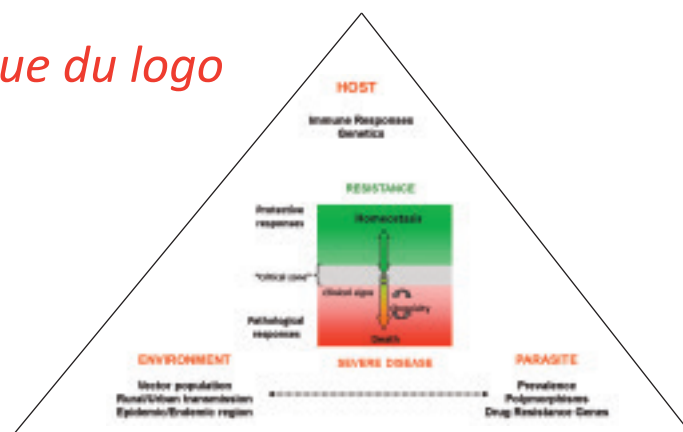 ue du logo
HOST
Immune Responses
Genetics
RESISTANCE
Protective
responses
Homeostasis
"Critical zone"
clinical signs
Pathological
responses
Death
ENVIRONMENT
SEVERE DISEASE
PARASITE
Vector population
Rural/Urban transmission
Epidemic/Endemic region
Prevalence
Polymorphisms
Drug Resistance Genes